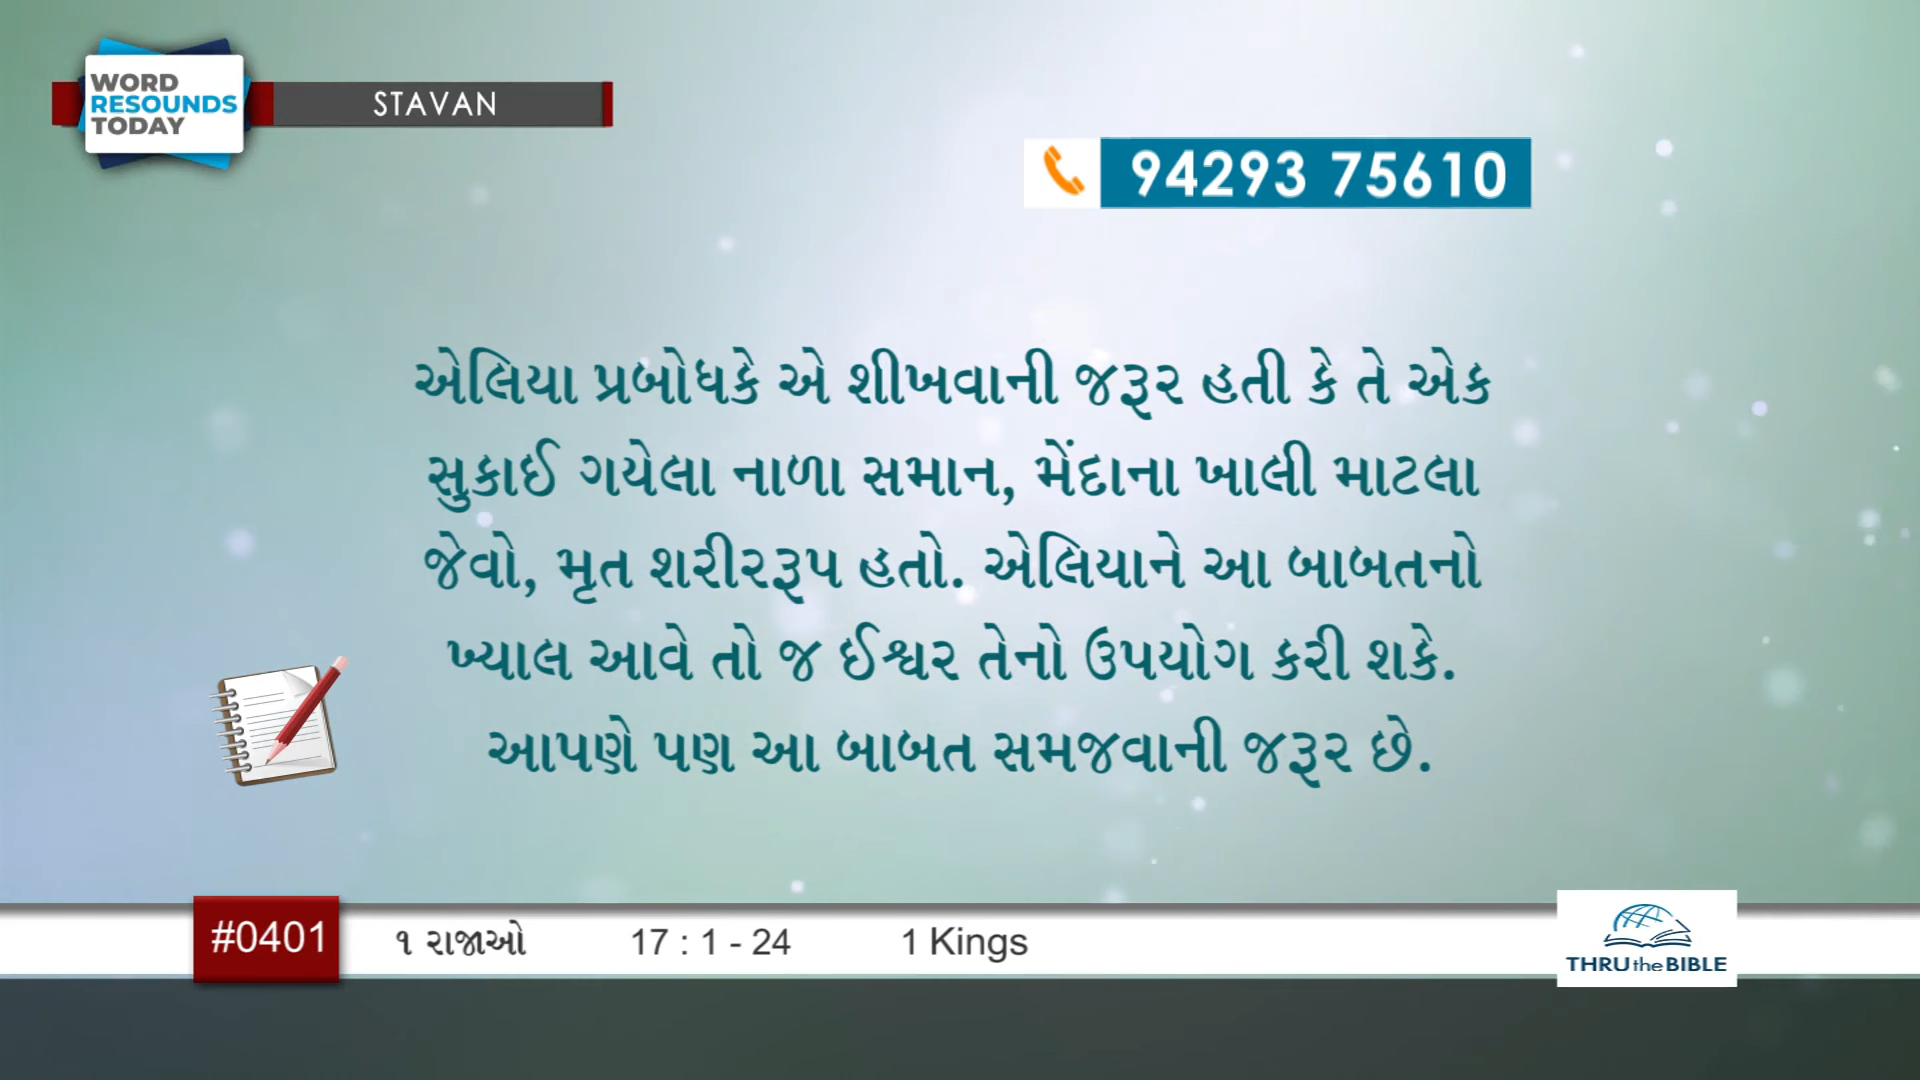 WORD
RESOUNDS
TODAY
STAVAN
94293 75610
એલિયા પ્રબોધકે એ શીખવાની જરૂર હતી કે તે એક
સુકાઈ ગયેલા નાળા સમાન, મેંદાના ખાલી માટલા
જેવો, મૃત શરીરરૂપ હતો. એલિયાને આ બાબતનો
ખ્યાલ આવે તો જ ઈશ્વર તેનો ઉપયોગ કરી શકે.
આપણે પણ આ બાબત સમજવાની જરૂર છે.
#0401 ૧ રાજાઓ 17 : 1 - 24 1 Kings
THRU the BIBLE